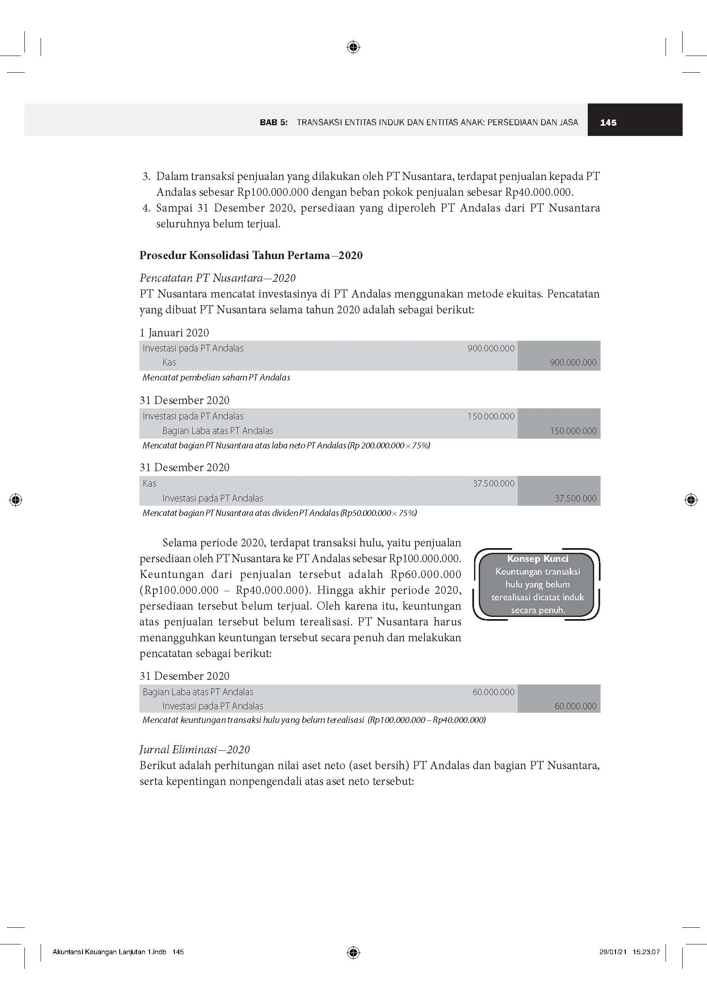 BAB 5: TRANSAKSI ENTITAS INDUK DAN ENTITAS ANAK: PERSEDIAAN DAN JASA 145
3. Dalam transaksi penjualan yang dilakukan oleh PT Nusantara, terdapat penjualan kepada PT
Andalas sebesar Rp100.000.000 dengan beban pokok penjualan sebesar Rp40.000.000.
4. Sampai 31 Desember 2020, persediaan yang diperoleh PT Andalas dari PT Nusantara
seluruhnya belum terjual.
Prosedur Konsolidasi Tahun Pertama—2020
Pencatatan PT Nusantara—2020
PT Nusantara mencatat investasinya di PT Andalas menggunakan metode ekuitas. Pencatatan
yang dibuat PT Nusantara selama tahun 2020 adalah sebagai berikut:
1 Januari 2020
Investasi pada PT Andalas 900.000.000
Kas 900.000.000
Mencatat pembelian saham PT Andalas
31 Desember 2020
Investasi pada PT Andalas 150.000.000
Bagian Laba atas PT Andalas 150.000.000
Mencatat bagian PT Nusantara atas laba neto PT Andalas (Rp 200.000.000 × 75%)
31 Desember 2020
Kas 37.500.000
Investasi pada PT Andalas 37.500.000
Mencatat bagian PT Nusantara atas dividen PT Andalas (Rp50.000.000 × 75%)
Selama periode 2020, terdapat transaksi hulu, yaitu penjualan
persediaan oleh PT Nusantara ke PT Andalas sebesar Rp100.000.000.
Keuntungan dari penjualan tersebut adalah Rp60.000.000
(Rp100.000.000 – Rp40.000.000). Hingga akhir periode 2020,
persediaan tersebut belum terjual. Oleh karena itu, keuntungan
atas penjualan tersebut belum terealisasi. PT Nusantara harus
menangguhkan keuntungan tersebut secara penuh dan melakukan
pencatatan sebagai berikut:
Konsep Kunci
Keuntungan transaksi
hulu yang belum
terealisasi dicatat induk
secara penuh.
31 Desember 2020
Bagian Laba atas PT Andalas 60.000.000
Investasi pada PT Andalas 60.000.000
Mencatat keuntungan transaksi hulu yang belum terealisasi (Rp100.000.000 – Rp40.000.000)
Jurnal Eliminasi—2020
Berikut adalah perhitungan nilai aset neto (aset bersih) PT Andalas dan bagian PT Nusantara,
serta kepentingan nonpengendali atas aset neto tersebut:
Akuntansi Keuangan Lanjutan 1.indb 145 29/01/21 15:23:07